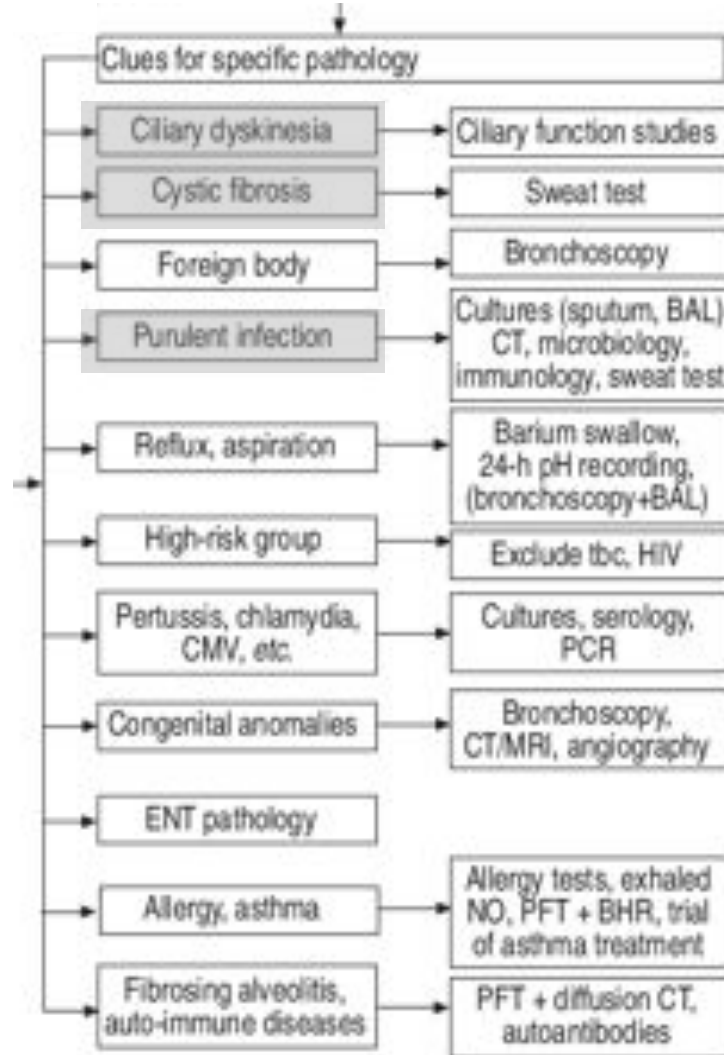 Clues for specific pathology
Ciliary dyskinesia
Ciliary function studies
Cystic fibrosis
Sweat test
Foreign body
Bronchoscopy
Purulent infection
Cultures (sputum, BAL)
CT, microbiology,
immunology, sweat test
Reflux, aspiration
Barium swallow,
24-h pH recording,
(bronchoscopy+BAL)
High-risk group
Exclude tbc, HIV
Pertussis, chlamydia,
CMV, etc.
Cultures, serology,
PCR
Congenital anomalies
Bronchoscopy,
CT/MRI, angiography
ENT pathology
Allergy, asthma
Allergy tests, exhaled
NO, PFT + BHR, trial
of asthma treatment
Fibrosing alveolitis,
auto-immune diseases
PFT + diffusion CT,
autoantibodies